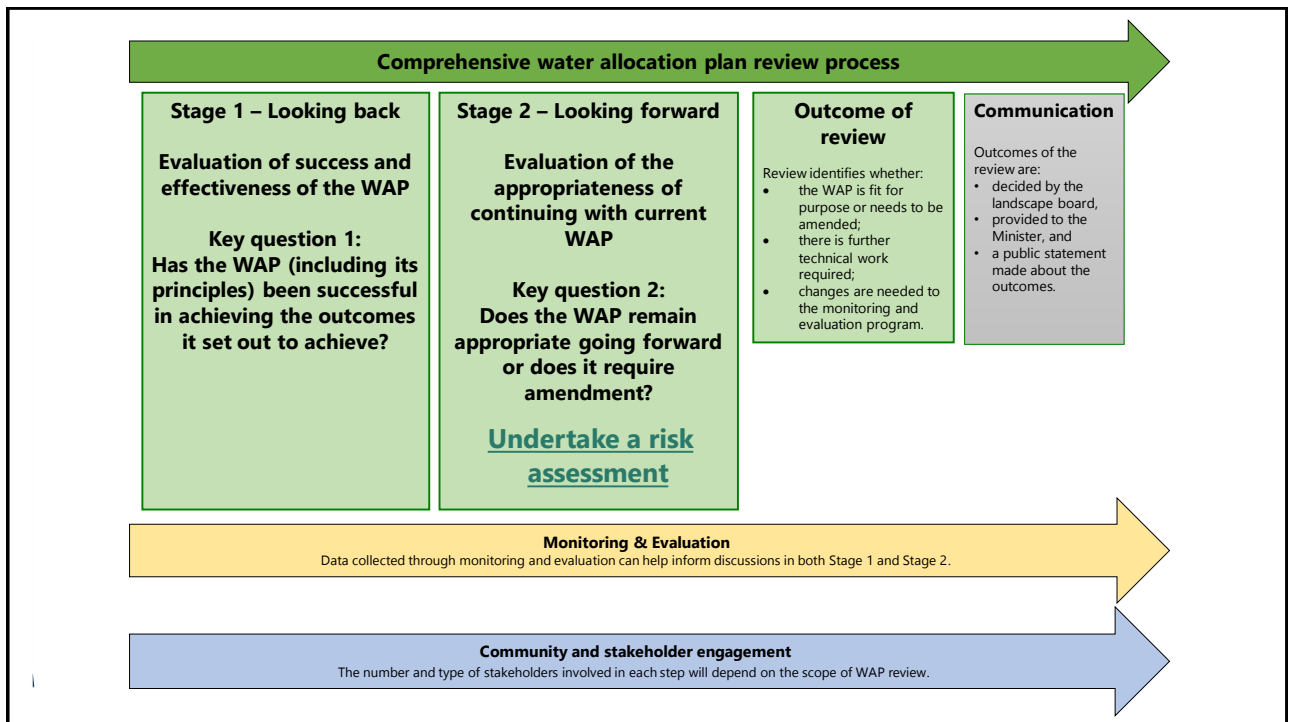 Comprehensive water allocation plan review process
Stage 1 – Looking back
Evaluation of success and
effectiveness of the WAP
Key question 1:
Has the WAP (including its
principles) been successful
in achieving the outcomes
it set out to achieve?
Stage 2 – Looking forward
Evaluation of the
appropriateness of
continuing with current
WAP
Key question 2:
Does the WAP remain
appropriate going forward
or does it require
amendment?
Undertake a risk
assessment
Outcome of
review
Review identifies whether:
• the WAP is fit for
purpose or needs to be
amended;
• there is further
technical work
required;
• changes are needed to
the monitoring and
evaluation program.
Communication
Outcomes of the
review are:
• decided by the
landscape board,
• provided to the
Minister, and
• a public statement
made about the
outcomes.
Monitoring & Evaluation
Data collected through monitoring and evaluation can help inform discussions in both Stage 1 and Stage 2.
Community and stakeholder engagement
The number and type of stakeholders involved in each step will depend on the scope of WAP review.